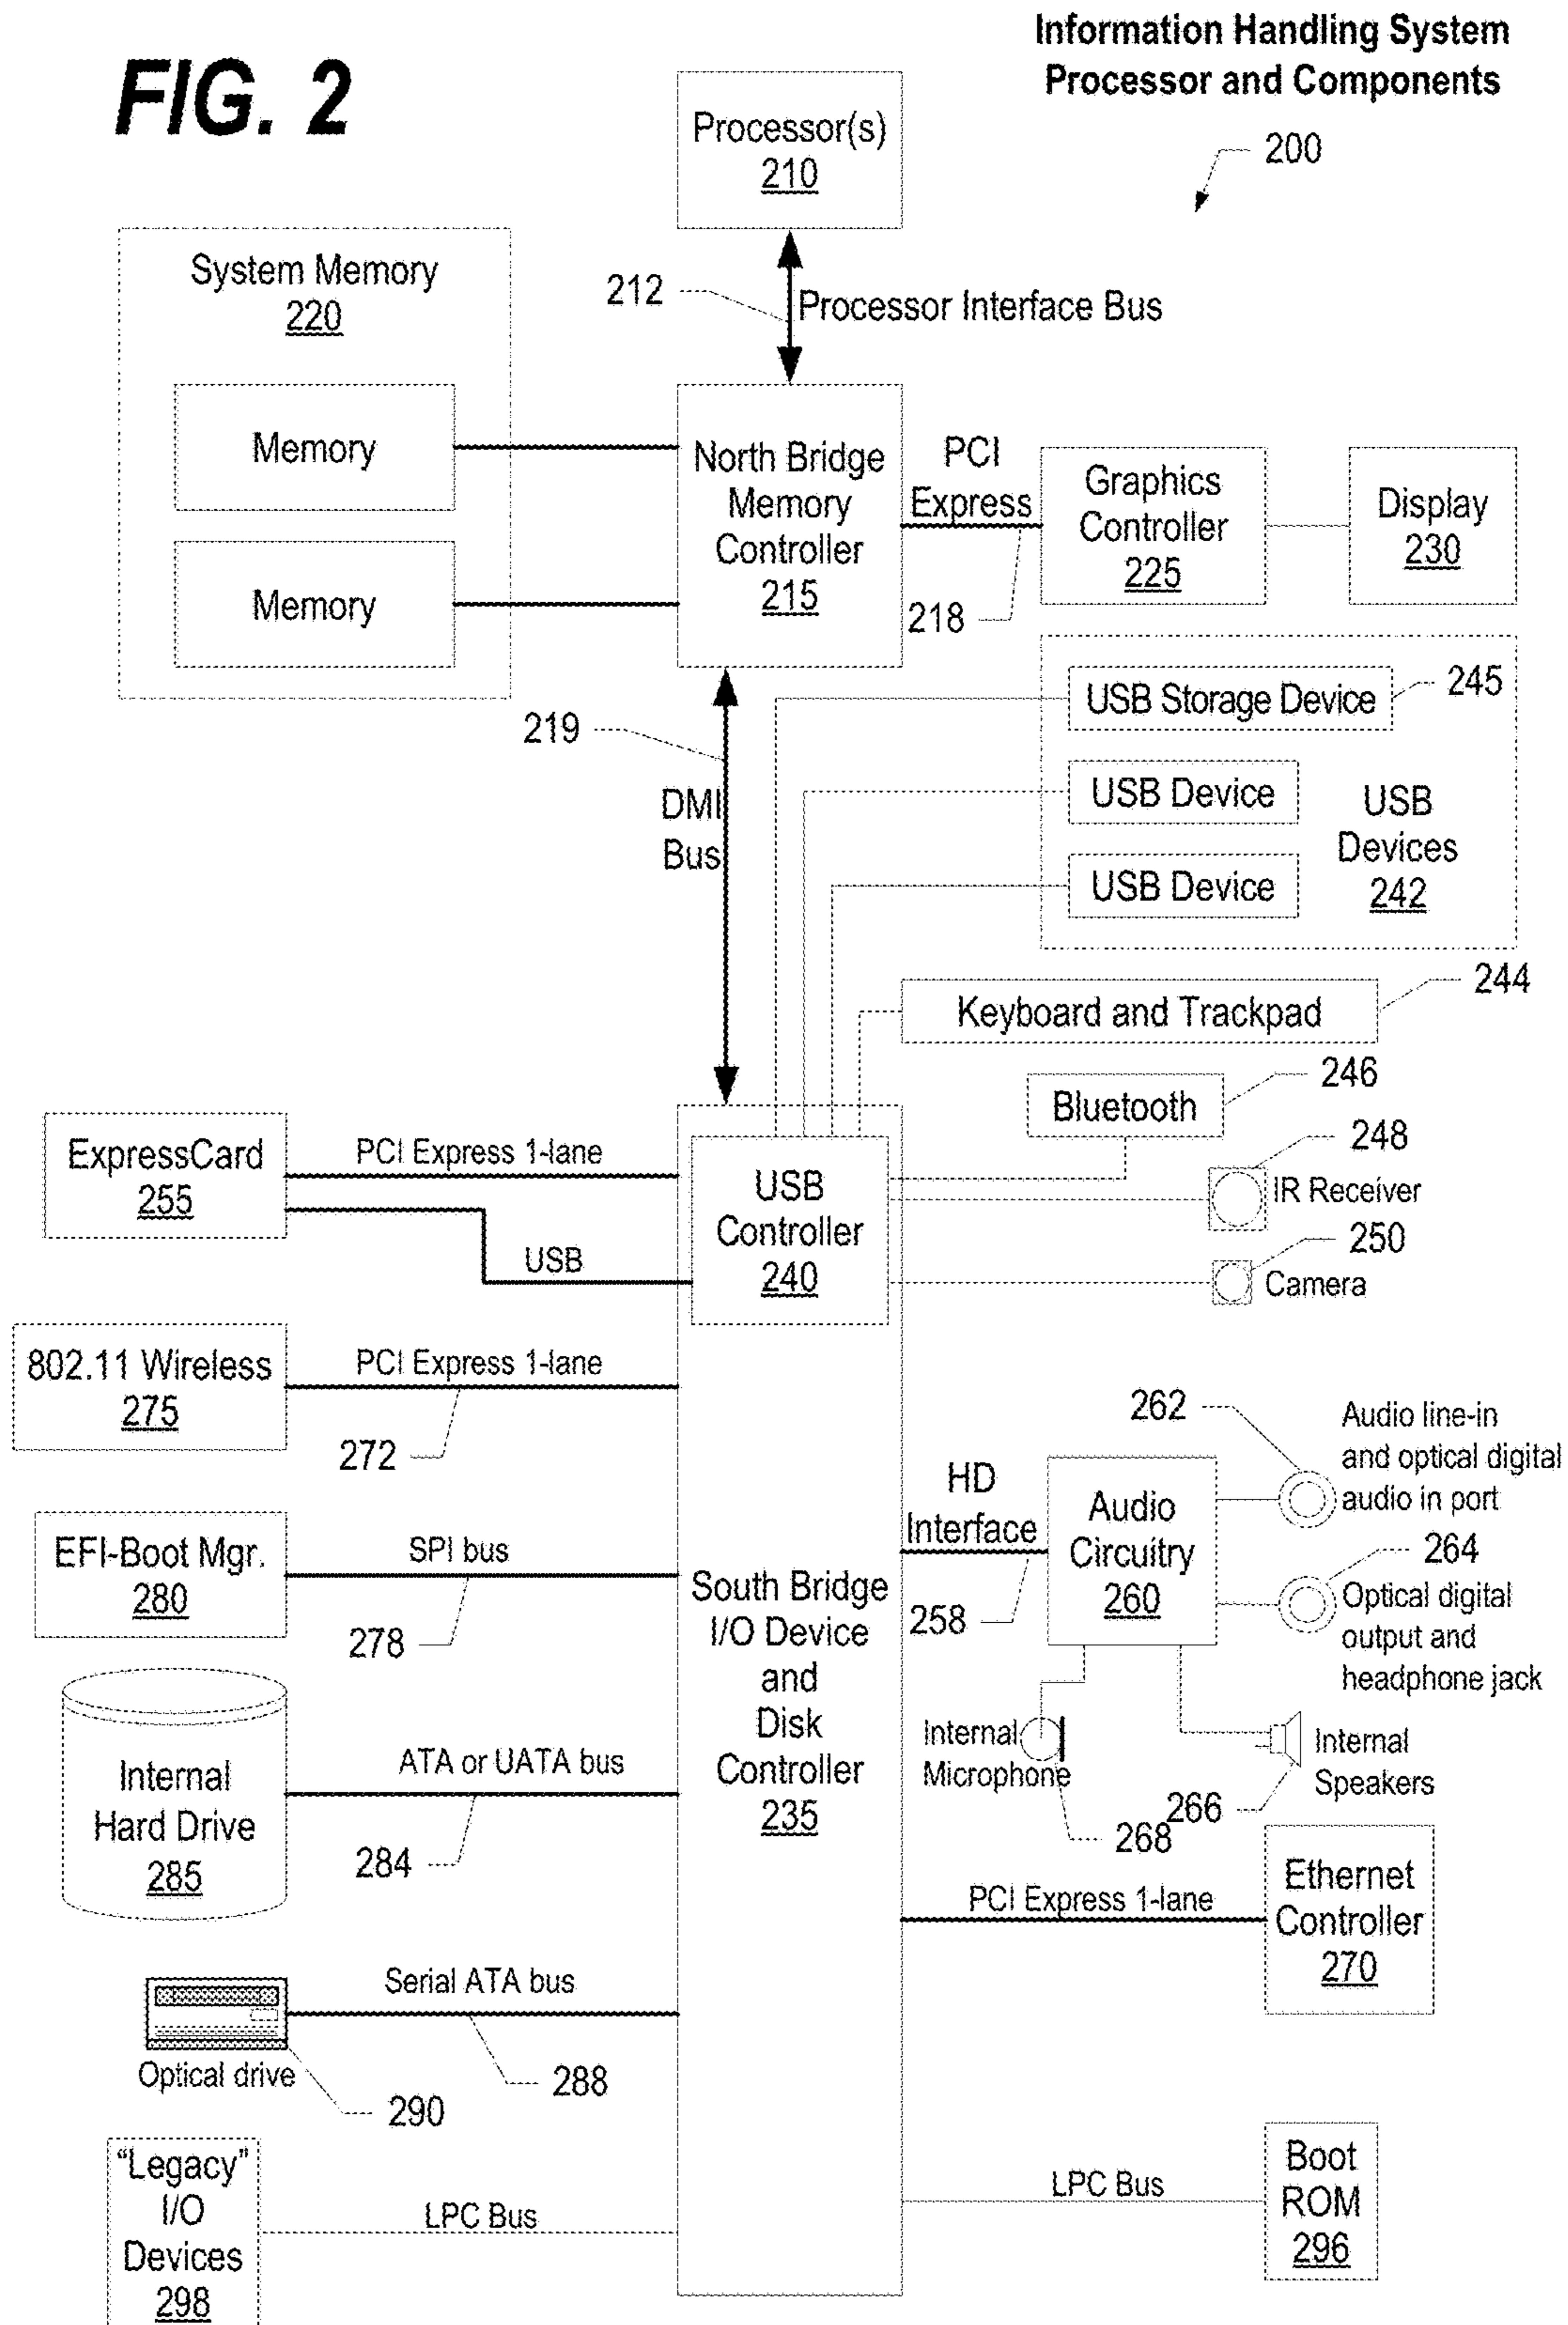 FIG. 2
Information Handling System
Processor and Components
200
Processor(s)
210
212
Processor Interface Bus
System Memory
220
Memory
Memory
North Bridge
Memory
Controller
215
PCI
Express
218
Graphics
Controller
225
Display
230
219
DMI
Bus
USB Storage Device
245
USB Device
USB Device
USB
Devices
242
Keyboard and Trackpad
244
Bluetooth
246
248
IR Receiver
250
Camera
ExpressCard
255
PCI Express 1-lane
USB
USB
Controller
240
802.11 Wireless
275
PCI Express 1-lane
272
EFI-Boot Mgr.
280
SPI bus
278
South Bridge
I/O Device
and
Disk
Controller
235
HD
Interface
258
Audio
Circuitry
260
262
Audio line-in
and optical digital
audio in port
264
Optical digital
output and
headphone jack
Internal
Microphone
268
266
Internal
Speakers
Internal
Hard Drive
285
ATA or UATA bus
284
PCI Express 1-lane
Ethernet
Controller
270
Serial ATA bus
288
Optical drive
290
“Legacy”
I/O
Devices
298
LPC Bus
LPC Bus
Boot
ROM
296